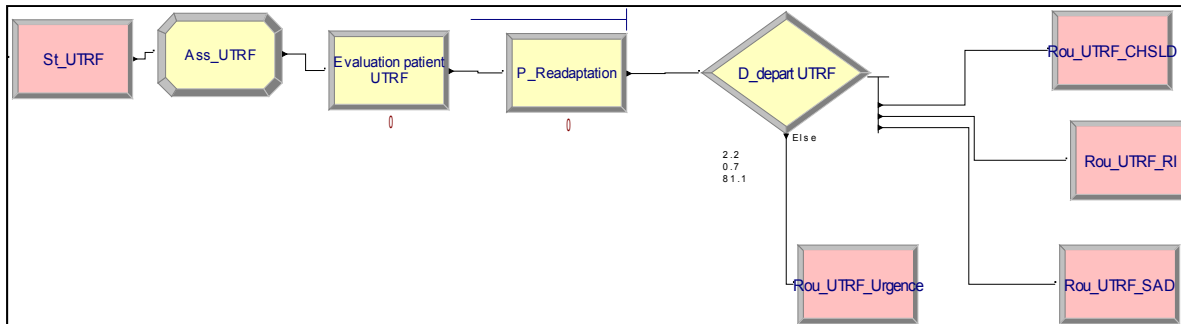 St_UTRF
Ass_UTRF
Evaluation patient
UTRF
0
P_Readaptation
0
D_depart UTRF
Else
2.2
0.7
81.1
Rou_UTRF_CHSLD
Rou_UTRF_RI
Rou_UTRF_SAD
Rou_UTRF_Urgence